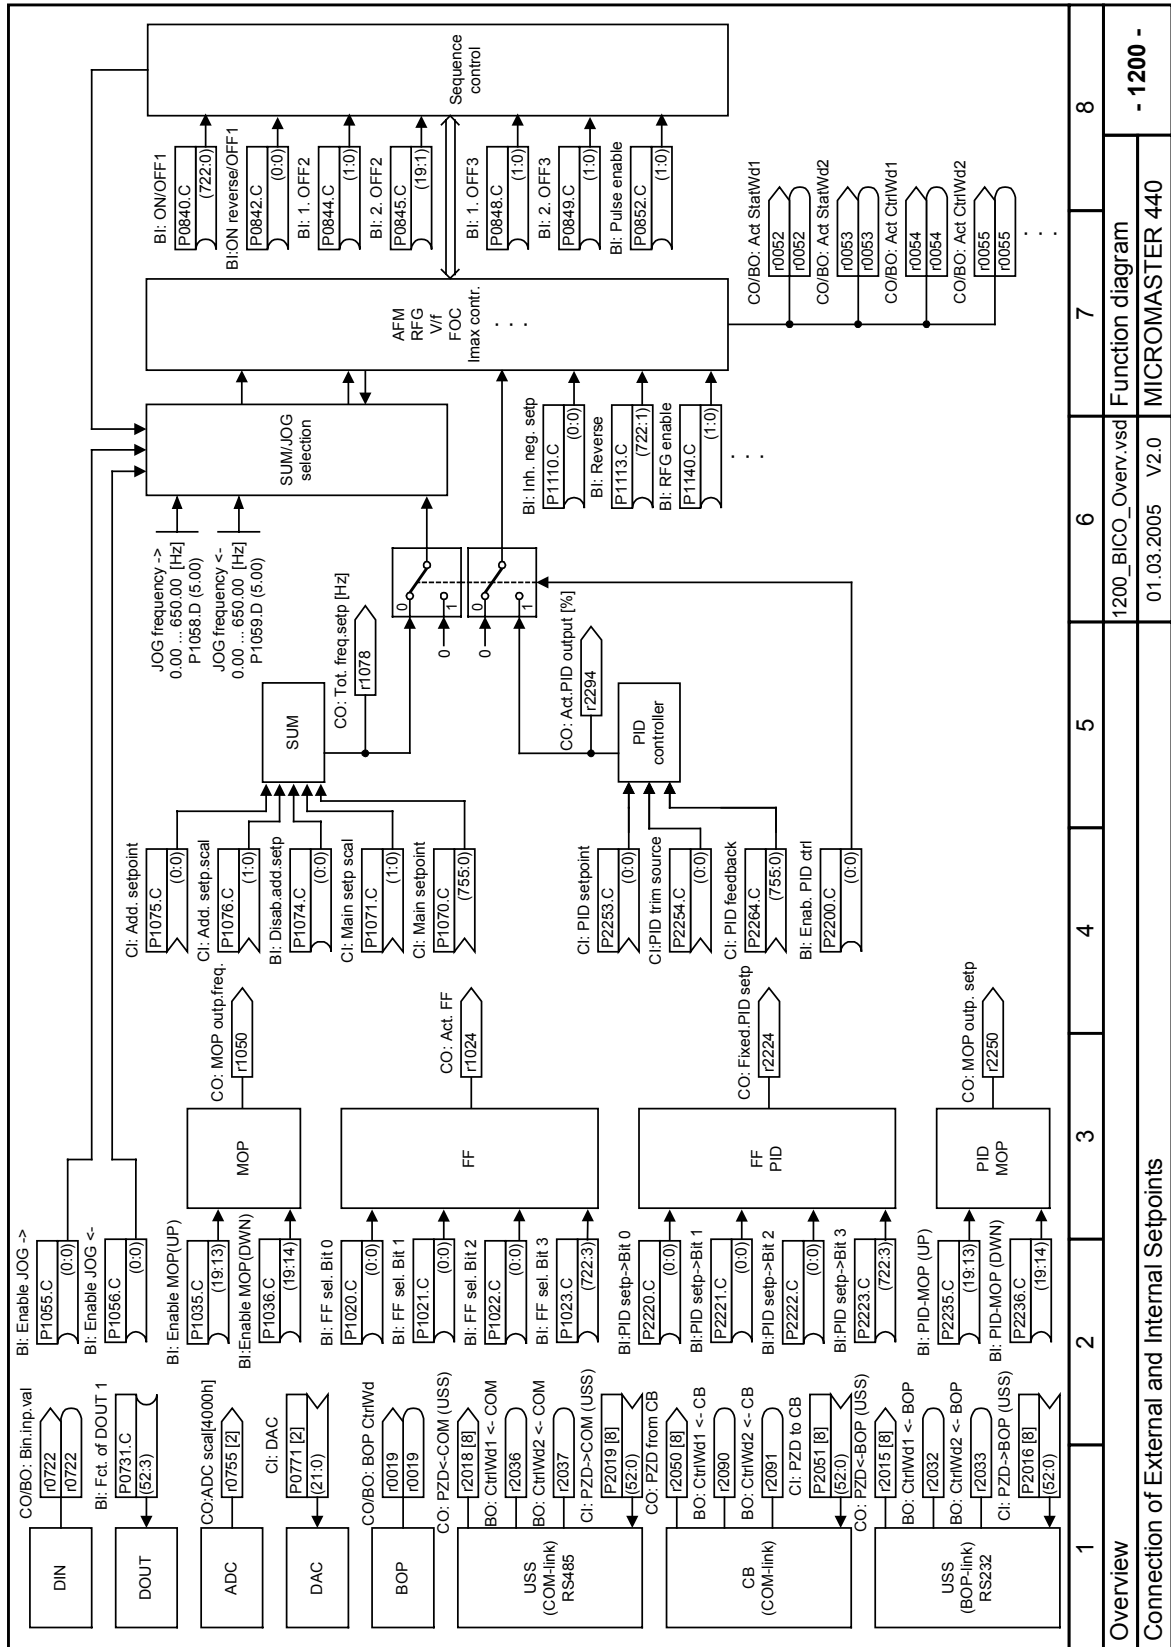 DIN
CO/BO: Bin.inp.val
r0722
r0722
DOUT
BI: Fct. of DOUT 1
P0731.C
(52:3)
ADC
CO:ADC scal[4000h]
r0755 [2]
DAC
CI: DAC
P0771 [2]
(21:0)
BOP
CO/BO: BOP CtrlWd
r0019
r0019
USS
(COM-link)
RS485
CO: PZD<-COM (USS)
r2018 [8]
BO: CtrlWd1 <- COM
r2036
BO: CtrlWd2 <- COM
r2037
CI: PZD->COM (USS)
P2019 [8]
(52:0)
CB
(COM-link)
CO: PZD from CB
r2050 [8]
BO: CtrlWd1 <- CB
r2090
BO: CtrlWd2 <- CB
r2091
CI: PZD to CB
P2051 [8]
(52:0)
USS
(BOP-link)
RS232
CO: PZD<-BOP (USS)
r2015 [8]
BO: CtrlWd1 <- BOP
r2032
BO: CtrlWd2 <- BOP
r2033
CI: PZD->BOP (USS)
P2016 [8]
(52:0)
BI: Enable JOG ->
P1055.C
(0:0)
BI: Enable JOG <-
P1056.C
(0:0)
BI: Enable MOP(UP)
P1035.C
(19:13)
BI:Enable MOP(DWN)
P1036.C
(19:14)
MOP
CO: MOP outp.freq.
r1050
BI: FF sel. Bit 0
P1020.C
(0:0)
BI: FF sel. Bit 1
P1021.C
(0:0)
BI: FF sel. Bit 2
P1022.C
(0:0)
BI: FF sel. Bit 3
P1023.C
(722:3)
FF
CO: Act. FF
r1024
BI:PID setp->Bit 0
P2220.C
(0:0)
BI:PID setp->Bit 1
P2221.C
(0:0)
BI:PID setp->Bit 2
P2222.C
(0:0)
BI:PID setp->Bit 3
P2223.C
(722:3)
FF
PID
CO: Fixed.PID setp
r2224
BI: PID-MOP (UP)
P2235.C
(19:13)
BI: PID-MOP (DWN)
P2236.C
(19:14)
PID
MOP
CO: MOP outp. setp
r2250
CI: Add. setpoint
P1075.C
(0:0)
CI: Add. setp.scal
P1076.C
(1:0)
BI: Disab.add.setp
P1074.C
(0:0)
CI: Main setp scal
P1071.C
(1:0)
CI: Main setpoint
P1070.C
(755:0)
SUM
CO: Tot. freq.setp [Hz]
r1078
CI: PID setpoint
P2253.C
(0:0)
CI:PID trim source
P2254.C
(0:0)
CI: PID feedback
P2264.C
(755:0)
BI: Enab. PID ctrl
P2200.C
(0:0)
PID
controller
CO: Act.PID output [%]
r2294
0
1
0
0
1
0
JOG frequency ->
0.00 ... 650.00 [Hz]
P1058.D (5.00)
JOG frequency <-
0.00 ... 650.00 [Hz]
P1059.D (5.00)
SUM/JOG
selection
BI: Inh. neg. setp
P1110.C
(0:0)
BI: Reverse
P1113.C
(722:1)
BI: RFG enable
P1140.C
(1:0)
. . .
AFM
RFG
V/f
FOC
Imax contr.
. . .
BI: ON/OFF1
P0840.C
(722:0)
BI:ON reverse/OFF1
P0842.C
(0:0)
BI: 1. OFF2
P0844.C
(1:0)
BI: 2. OFF2
P0845.C
(19:1)
BI: 1. OFF3
P0848.C
(1:0)
BI: 2. OFF3
P0849.C
(1:0)
BI: Pulse enable
P0852.C
(1:0)
Sequence
control
CO/BO: Act StatWd1
r0052
r0052
CO/BO: Act StatWd2
r0053
r0053
CO/BO: Act CtrlWd1
r0054
r0054
CO/BO: Act CtrlWd2
r0055
r0055
. . .
1 2 3 4 5 6 7 8
Overview
1200_BICO_Overv.vsd
Function diagram
- 1200 -
Connection of External and Internal Setpoints
01.03.2005 V2.0
MICROMASTER 440